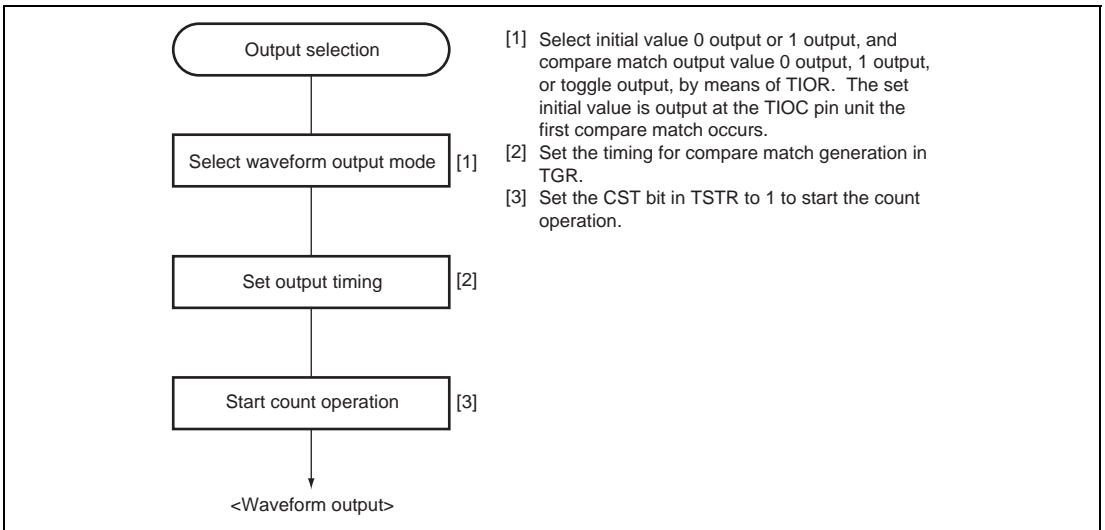 Output selection
Select waveform output mode
[1]
Set output timing
[2]
Start count operation
[3]
<Waveform output>
[1] Select initial value 0 output or 1 output, and
compare match output value 0 output, 1 output,
or toggle output, by means of TIOR. The set
initial value is output at the TIOC pin unit the
first compare match occurs.
[2] Set the timing for compare match generation in
TGR.
[3] Set the CST bit in TSTR to 1 to start the count
operation.